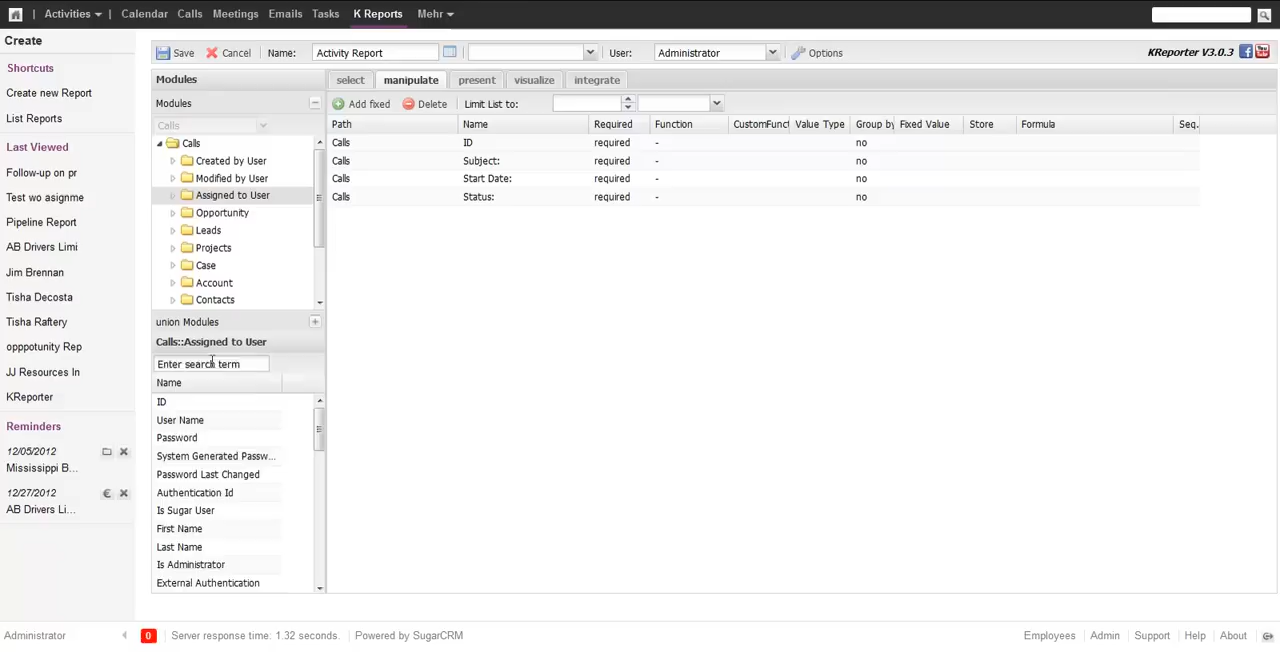 Activities Calendar Calls Meetings Emails Tasks K Reports Mehr
Create
Shortcuts
Create new Report
List Reports
Last Viewed
Follow-up on pr
Test wo asignme
Pipeline Report
AB Drivers Limi
Jim Brennan
Tisha Decosta
Tisha Raftery
opppotunity Rep
JJ Resources In
KReporter
Reminders
12/05/2012
Mississippi B...
12/27/2012
AB Drivers Li...
Save Cancel Name: Activity Report User: Administrator Options KReporter V3.0.3
Modules
Modules
Calls
Calls
Created by User
Modified by User
Assigned to User
Opportunity
Leads
Projects
Case
Account
Contacts
union Modules
Calls::Assigned to User
Enter search term
Name
ID
User Name
Password
System Generated Passw...
Password Last Changed
Authentication Id
Is Sugar User
First Name
Last Name
Is Administrator
External Authentication
select manipulate present visualize integrate
Add fixed Delete Limit List to:
Path Name Required Function CustomFunct Value Type Group by Fixed Value Store Formula Seq.
Calls ID required - no
Calls Subject: required - no
Calls Start Date: required - no
Calls Status: required - no
Administrator 0 Server response time: 1.32 seconds. Powered by SugarCRM Employees Admin Support Help About